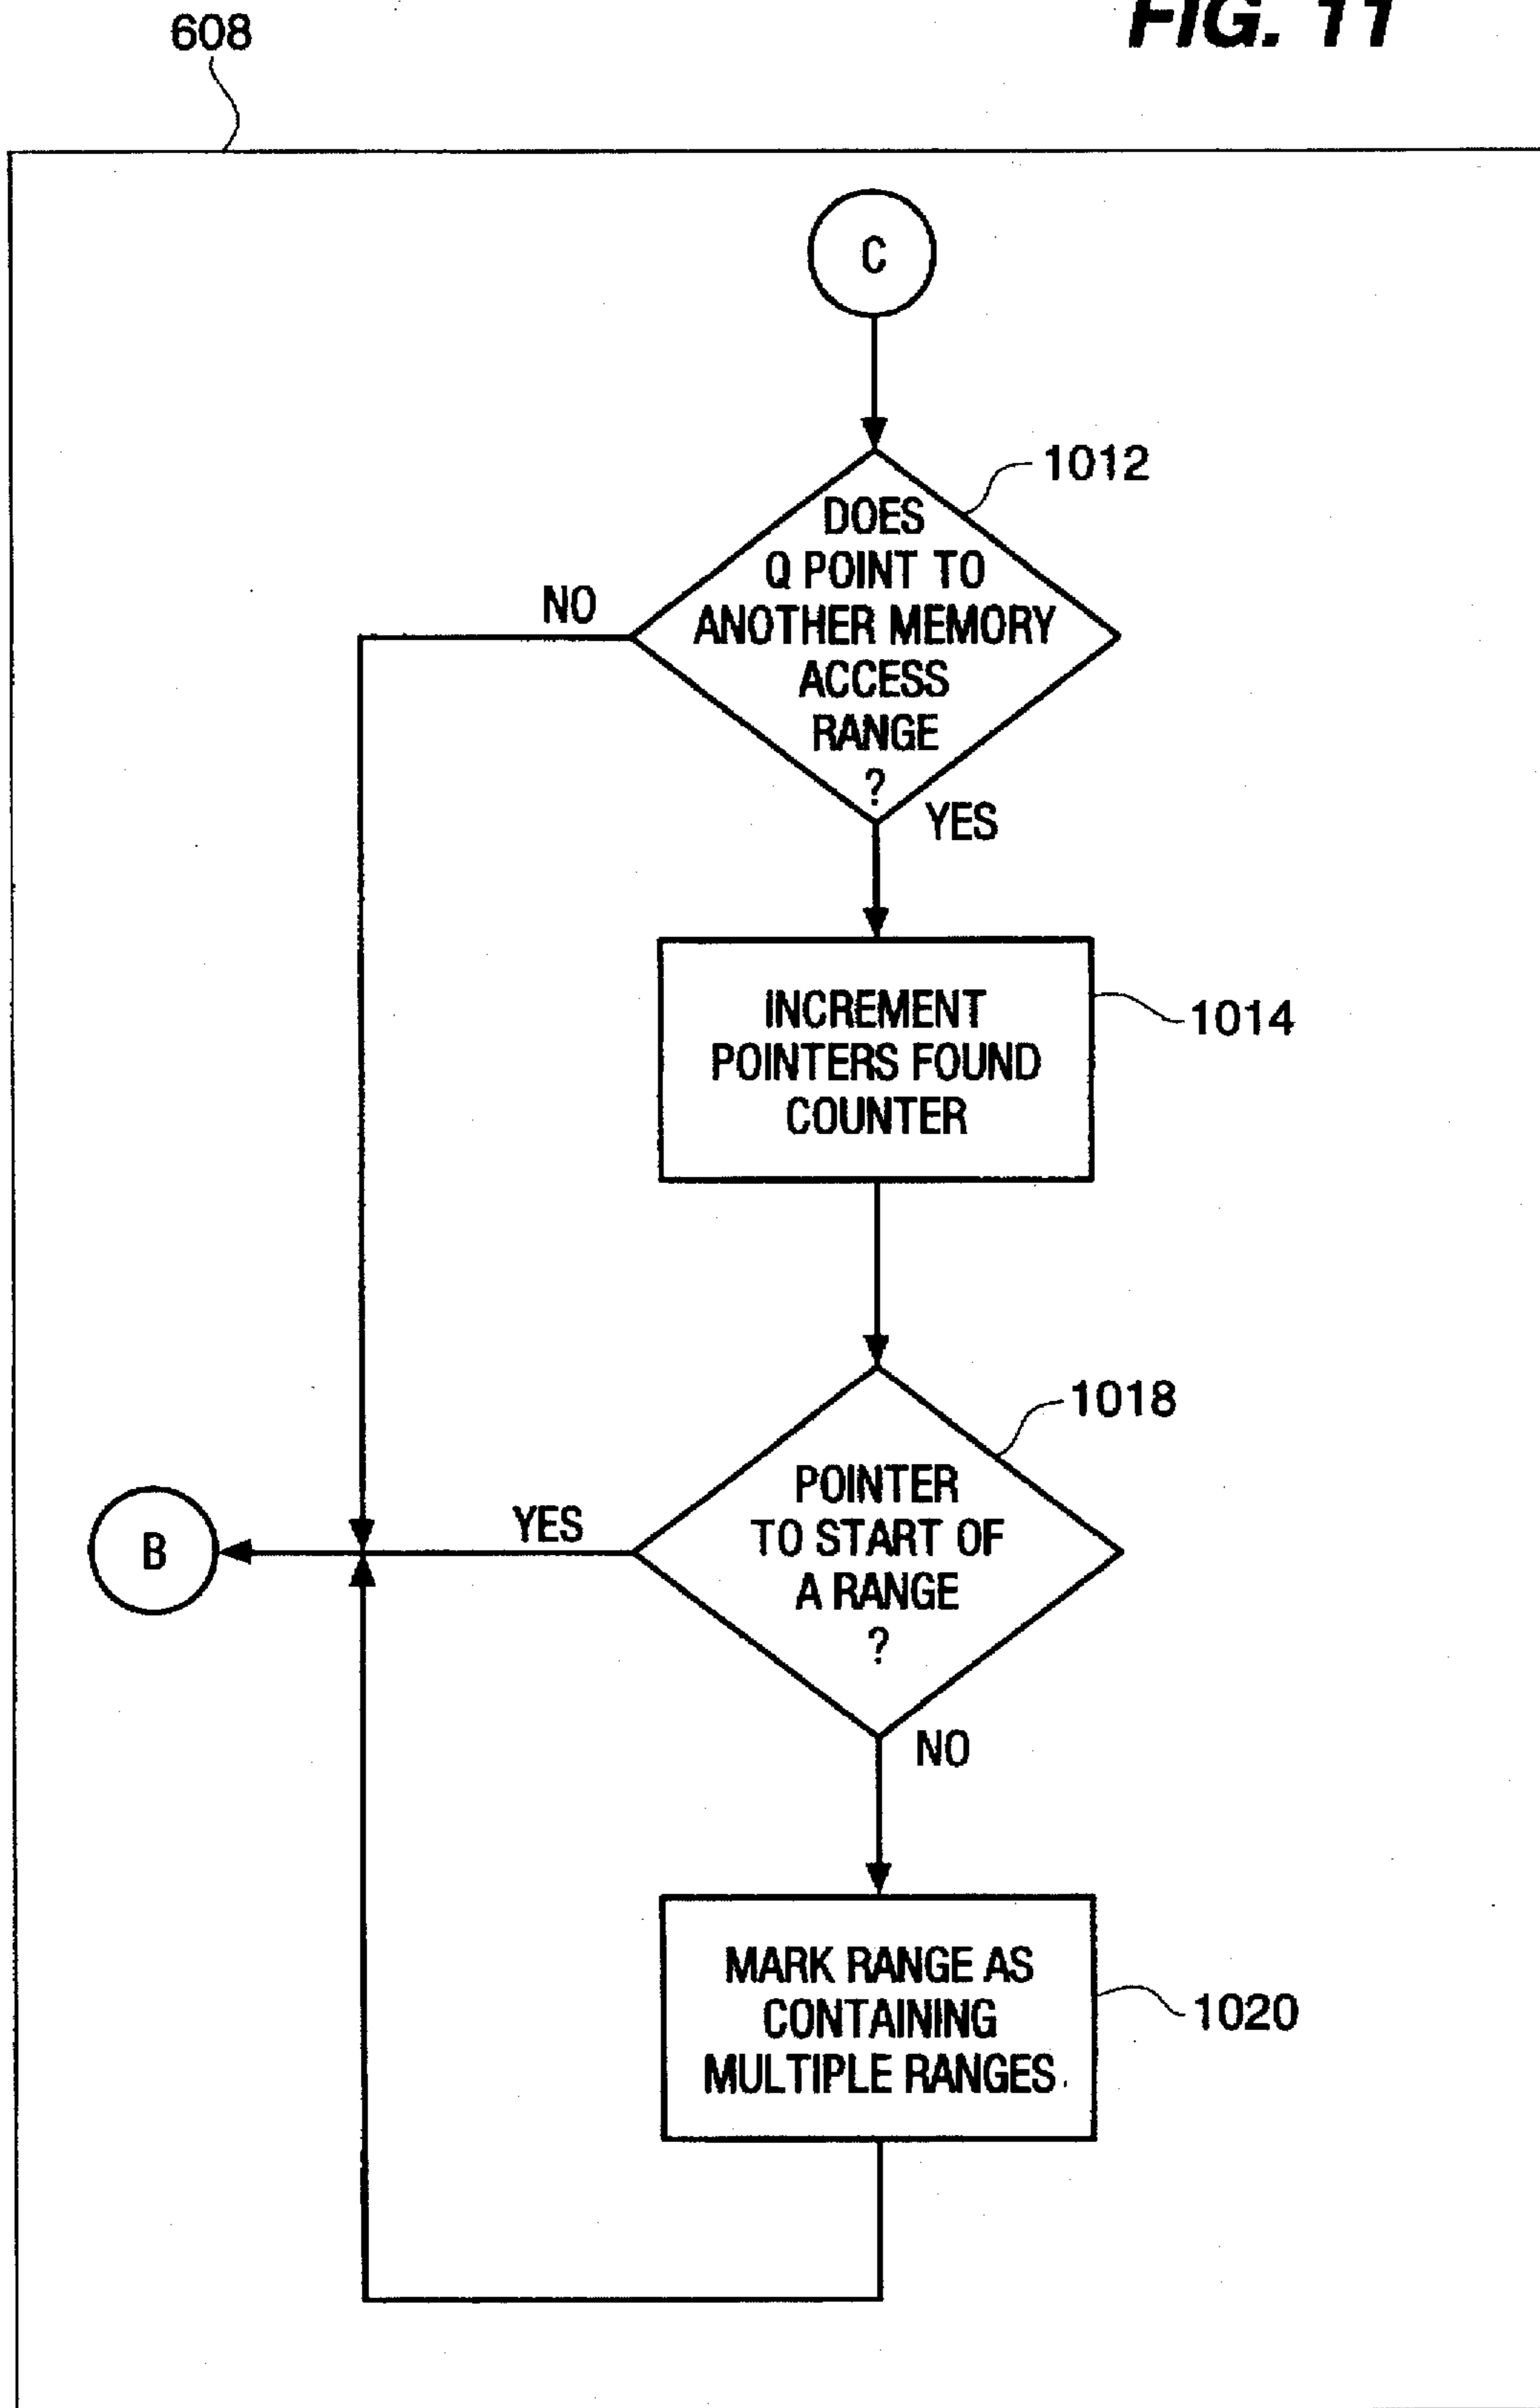 FIG. 11
608
C
1012
DOES
Q POINT TO
ANOTHER MEMORY
ACCESS
RANGE
?
NO
YES
INCREMENT
POINTERS FOUND
COUNTER
1014
1018
POINTER
TO START OF
A RANGE
?
YES
B
NO
MARK RANGE AS
CONTAINING
MULTIPLE RANGES.
1020